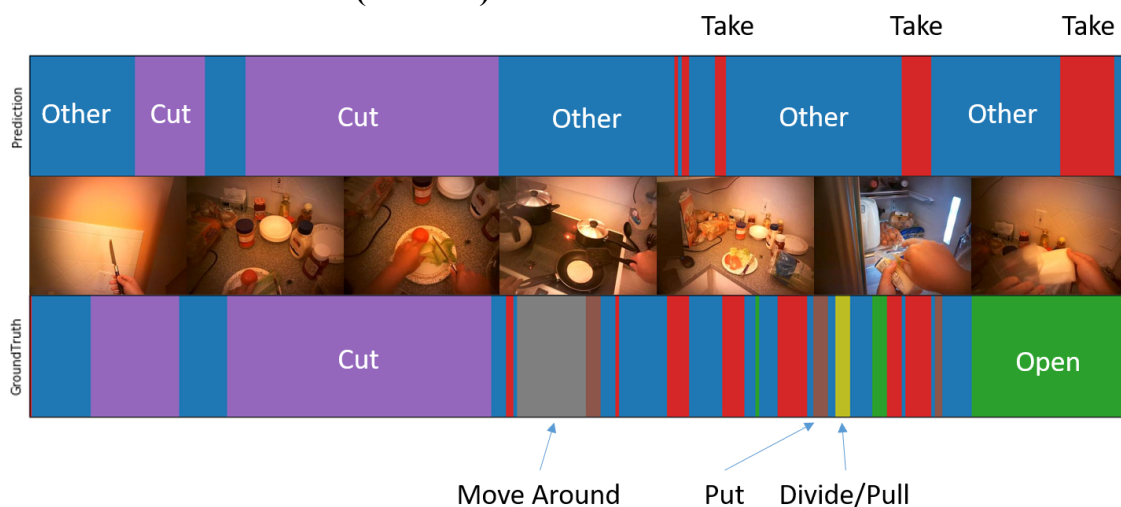 Take Take Take
Prediction
Other Cut Cut Other Other Other
GroundTruth
Cut Open
Move Around Put Divide/Pull